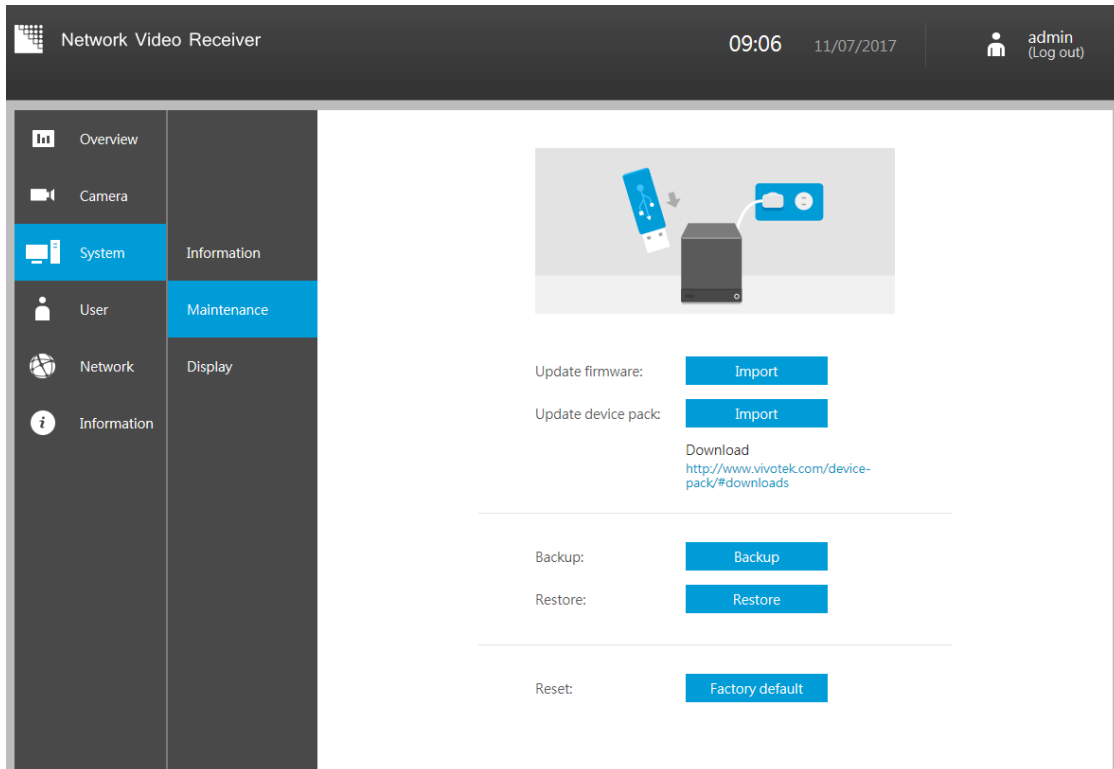 Network Video Receiver
09:06 11/07/2017
admin
(Log out)
Overview
Camera
System
User
Network
Information
Information
Maintenance
Display
Update firmware: Import
Update device pack: Import
Download
http://www.vivotek.com/device-
pack/#downloads
Backup: Backup
Restore: Restore
Reset: Factory default